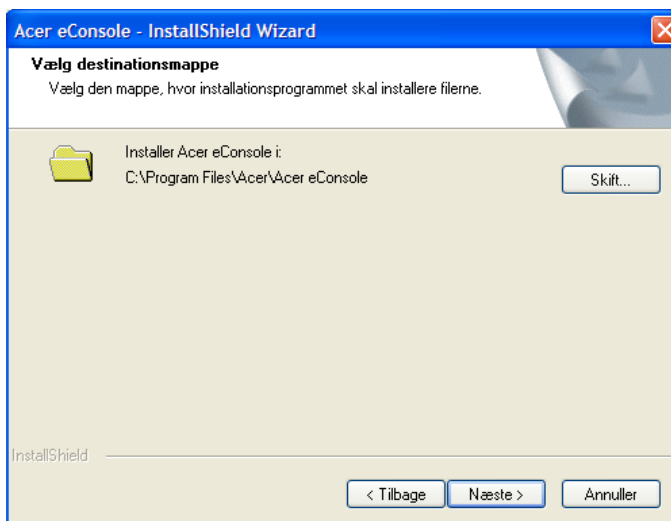 Acer eConsole - InstallShield Wizard
Vælg destinationsmappe
Vælg den mappe, hvor installationsprogrammet skal installere filerne.
Installer Acer eConsole i:
C:\Program Files\Acer\Acer eConsole
Skift...
InstallShield
< Tilbage
Næste >
Annuller